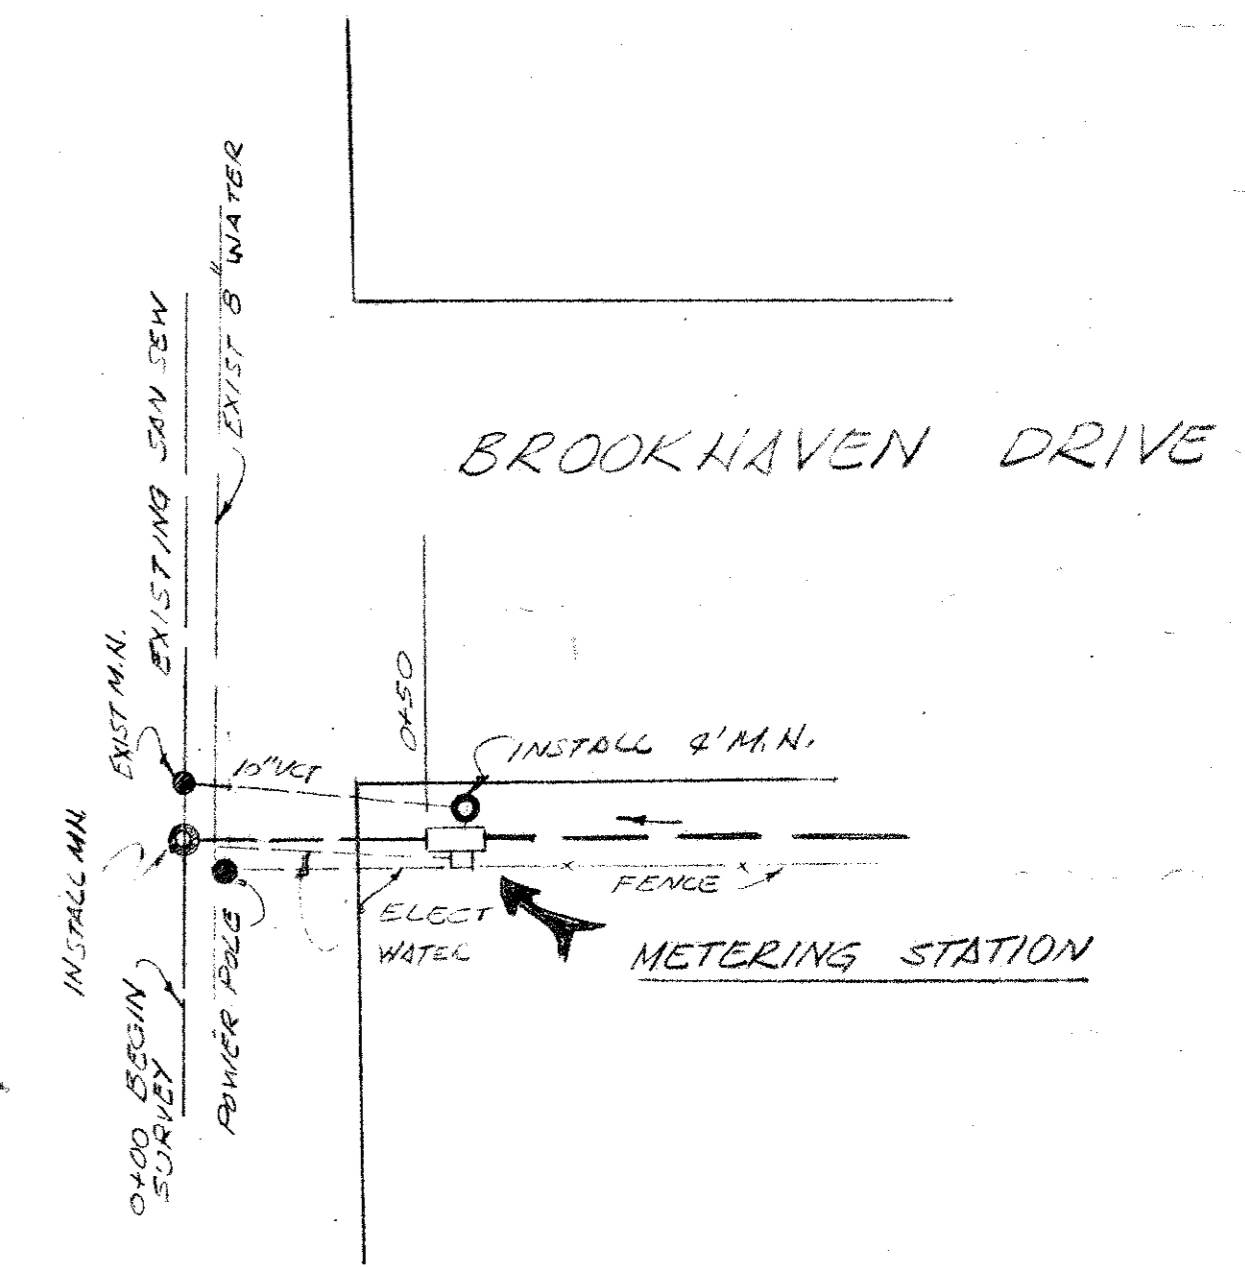 EXIST 8" WATER
EXISTING SAN SEW
BROOKHAVEN DRIVE
EXIST M.H.
0+50
INSTALL 4' M.H.
10" VCT
INSTALL MH.
FENCE
ELECT
WATER
METERING STATION
POWER POLE
0+00 BEGIN
SURVEY